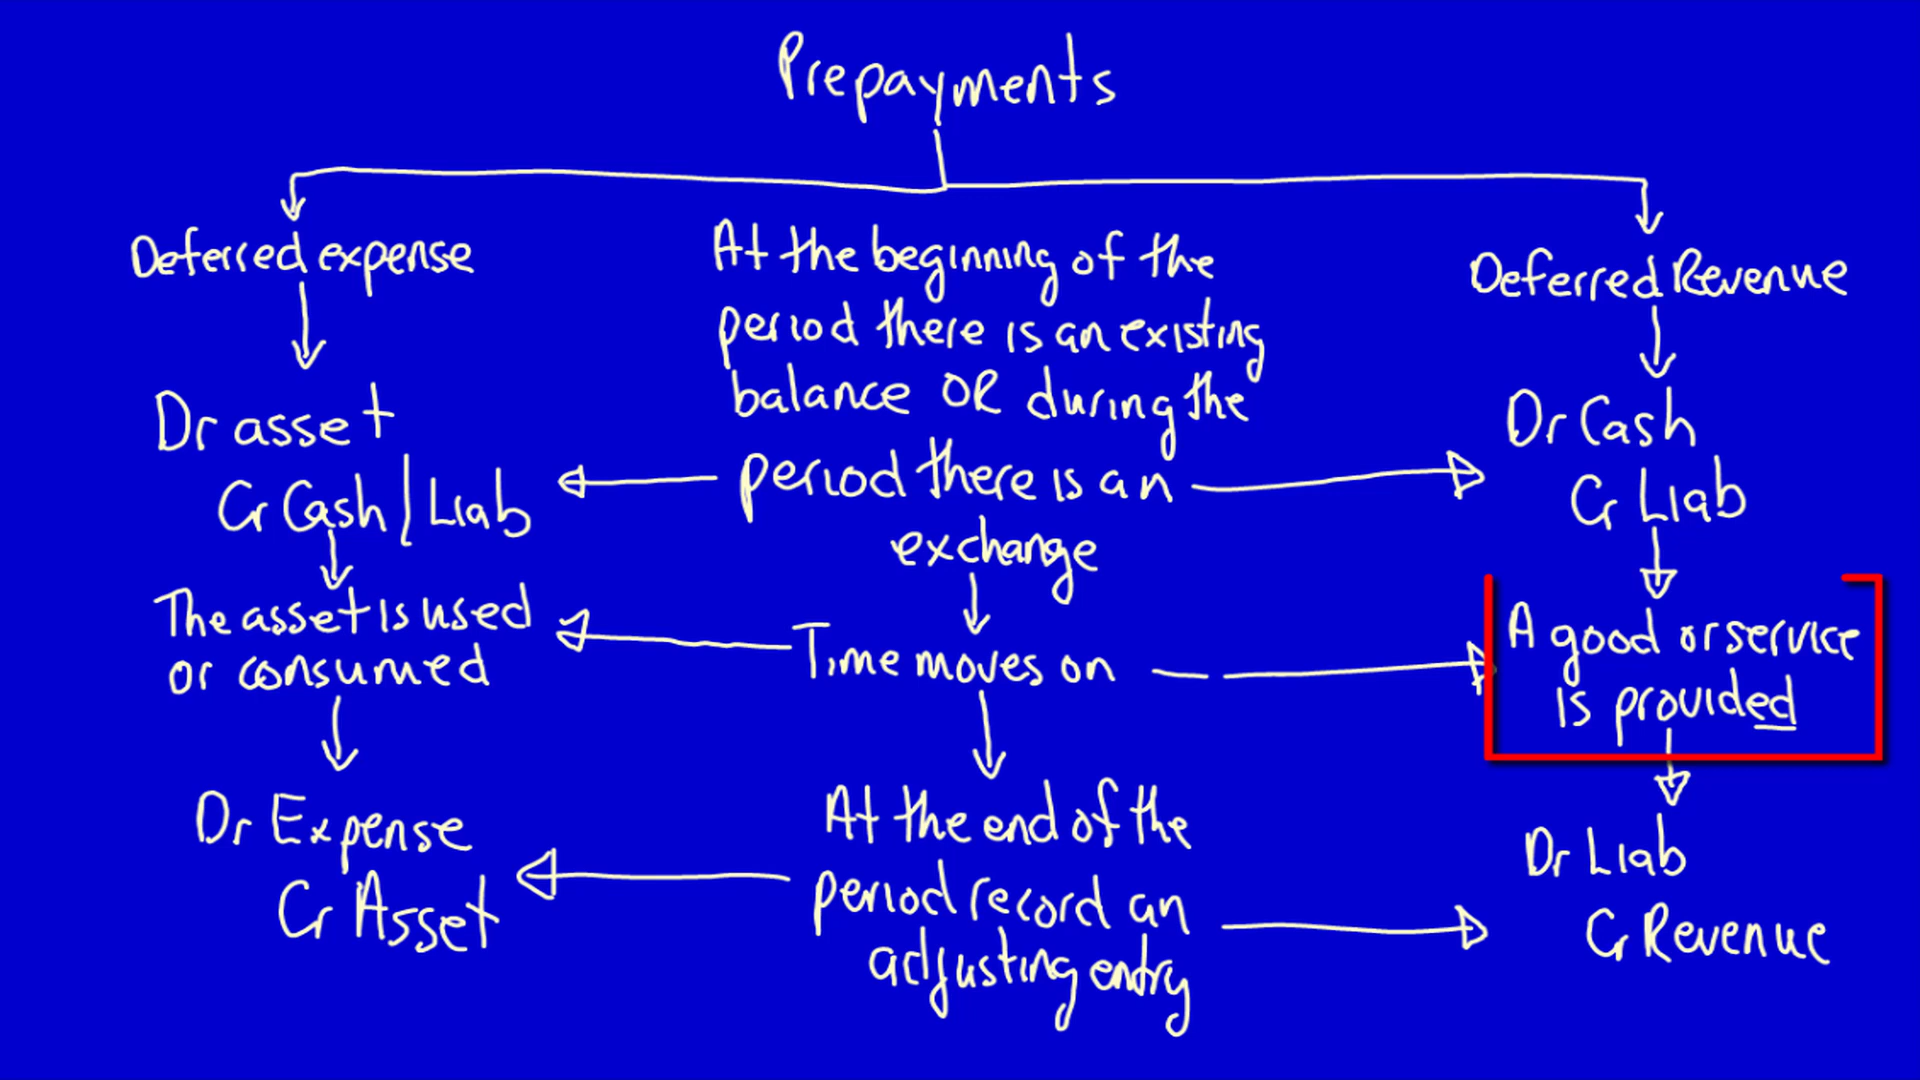 Prepayments
Deferred expense
Dr asset
Cr Cash/Liab
The asset is used
or consumed
Dr Expense
Cr Asset
At the beginning of the
period there is an existing
balance OR during the
period there is an
exchange
Time moves on
At the end of the
period record an
adjusting entry
Deferred Revenue
Dr Cash
Cr Liab
A good or service
is provided
Dr Liab
Cr Revenue